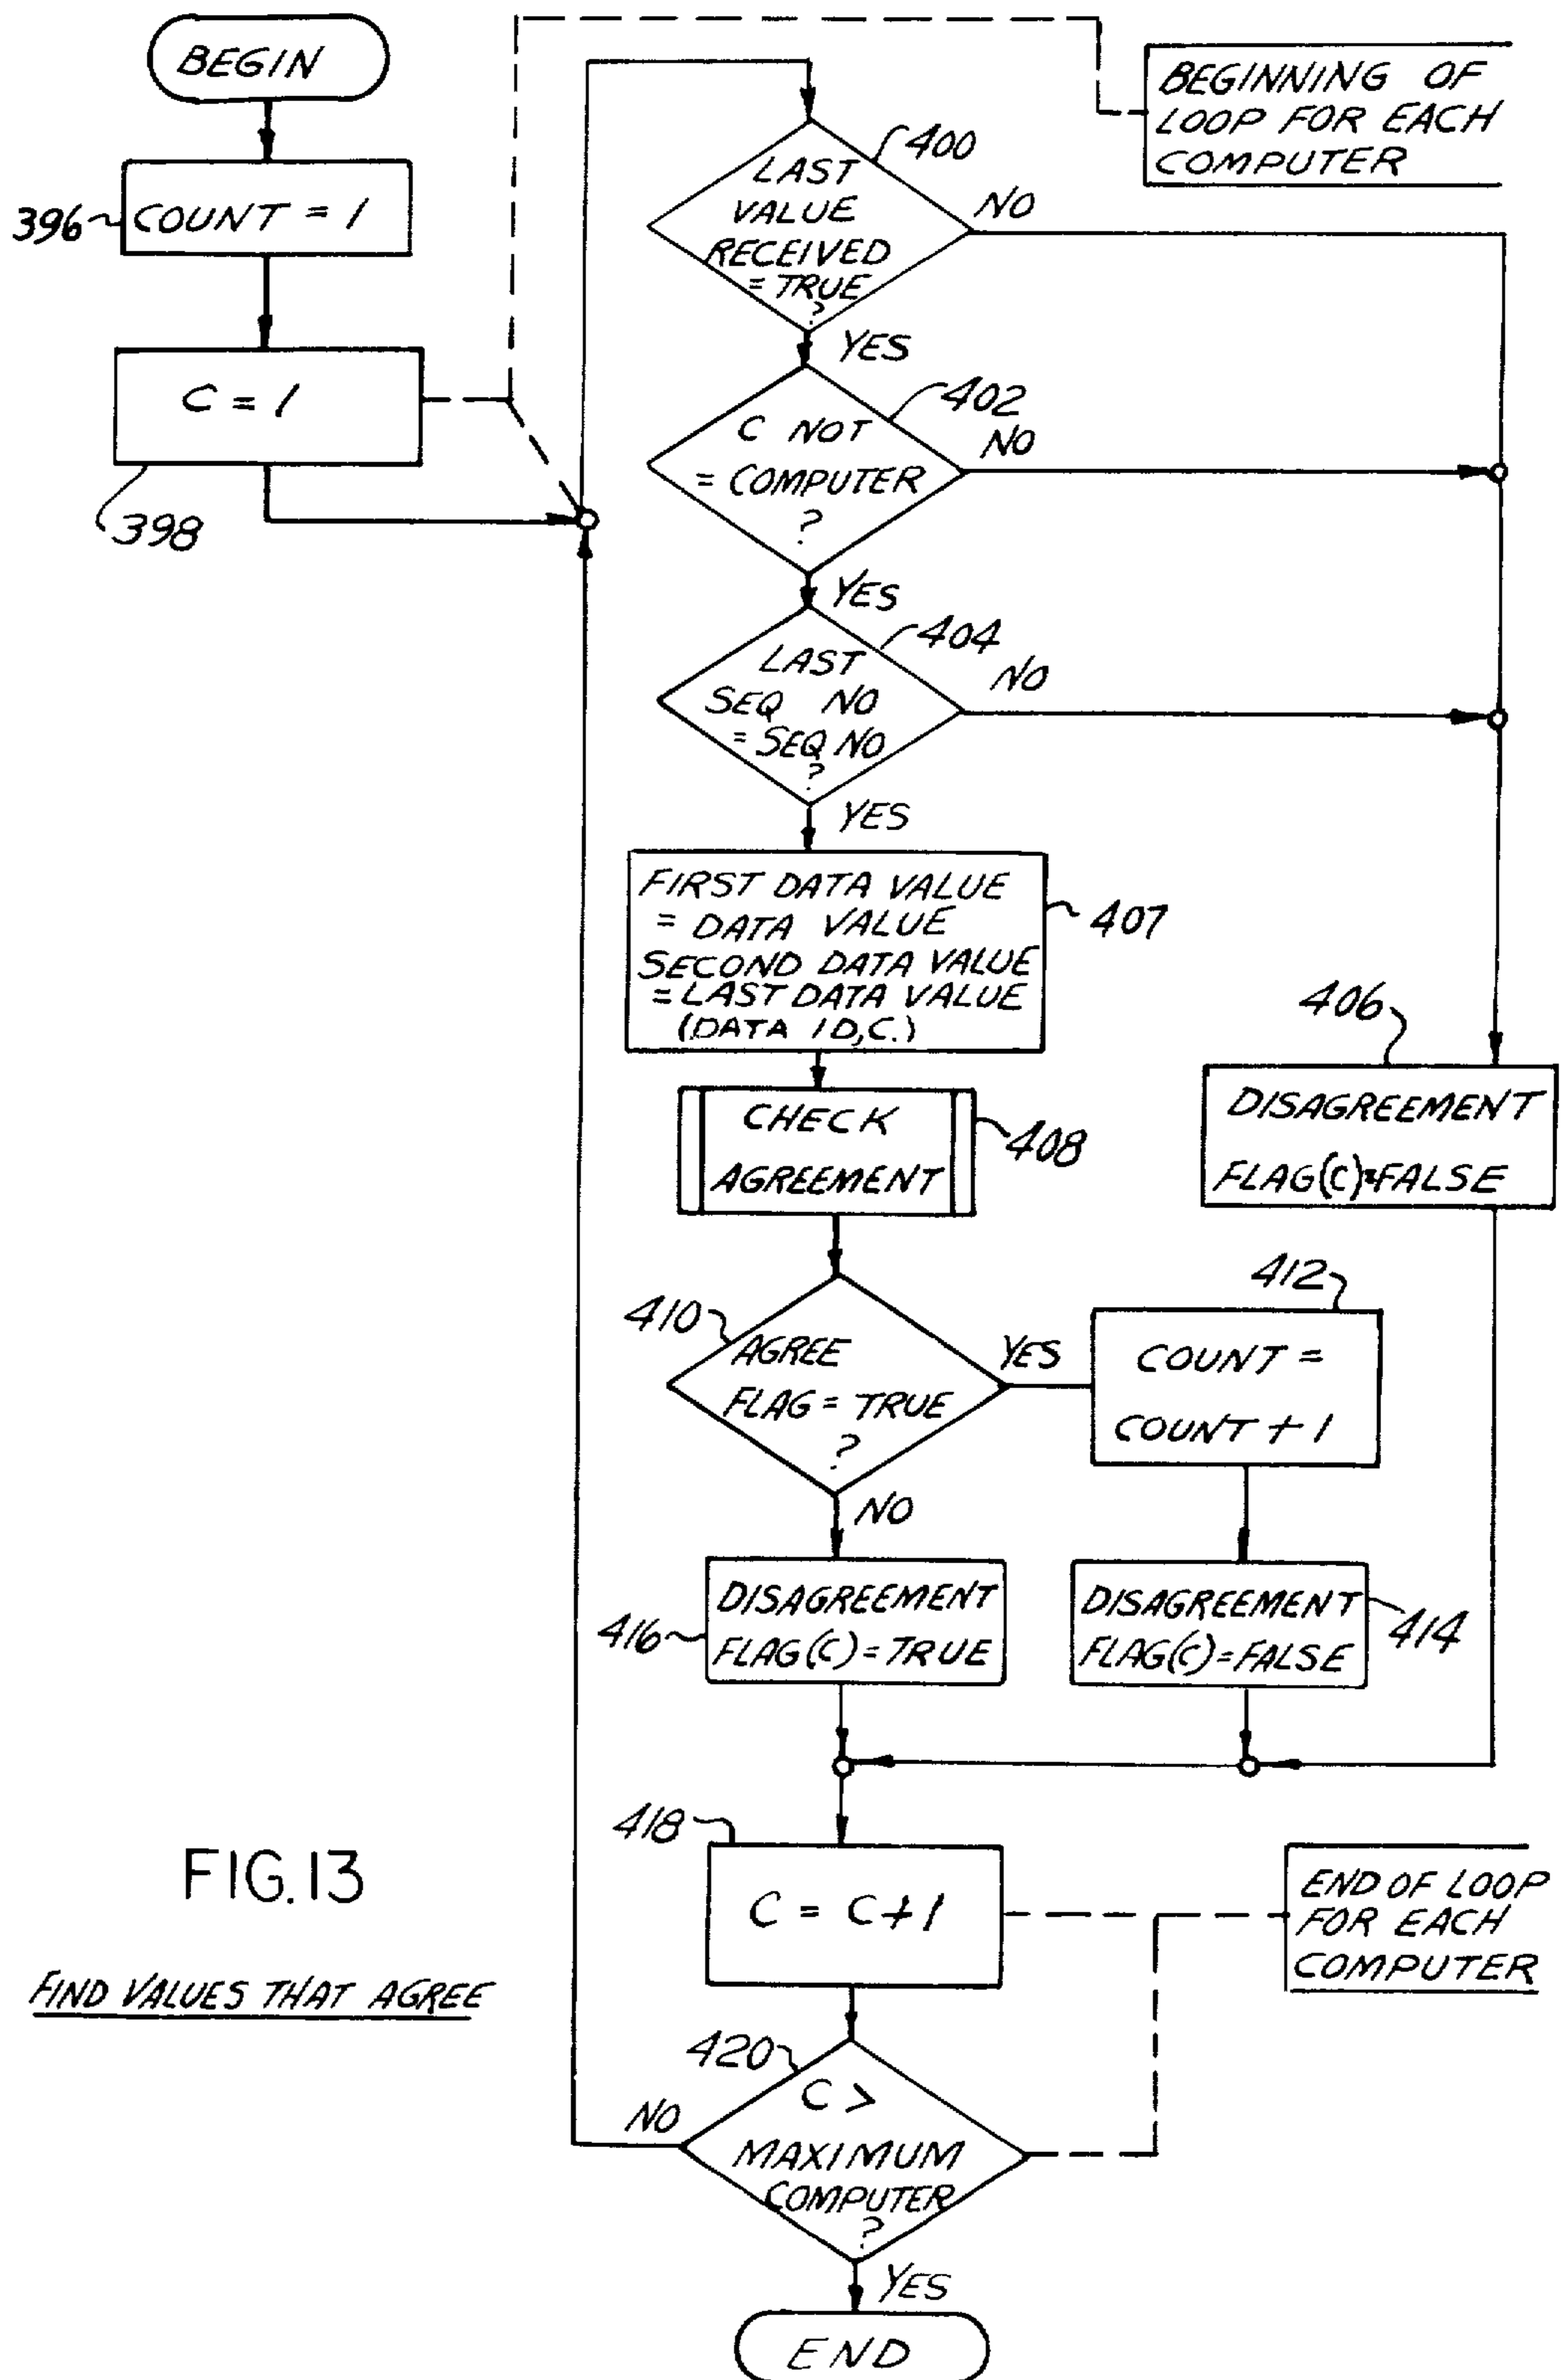 BEGIN
396
COUNT = 1
C = 1
398
BEGINNING OF
LOOP FOR EACH
COMPUTER
400
LAST
VALUE
RECEIVED
= TRUE
?
NO
YES
402
C NOT
= COMPUTER
?
NO
YES
404
LAST
SEQ NO
= SEQ NO
?
NO
YES
FIRST DATA VALUE
= DATA VALUE
SECOND DATA VALUE
= LAST DATA VALUE
(DATA ID,C.)
407
406
DISAGREEMENT
FLAG(C)=FALSE
CHECK
AGREEMENT
408
410
AGREE
FLAG = TRUE
?
YES
NO
412
COUNT =
COUNT + 1
416
DISAGREEMENT
FLAG(C)=TRUE
DISAGREEMENT
FLAG(C)=FALSE
414
418
C = C+1
END OF LOOP
FOR EACH
COMPUTER
FIG.13
FIND VALUES THAT AGREE
420
C >
MAXIMUM
COMPUTER
?
NO
YES
END